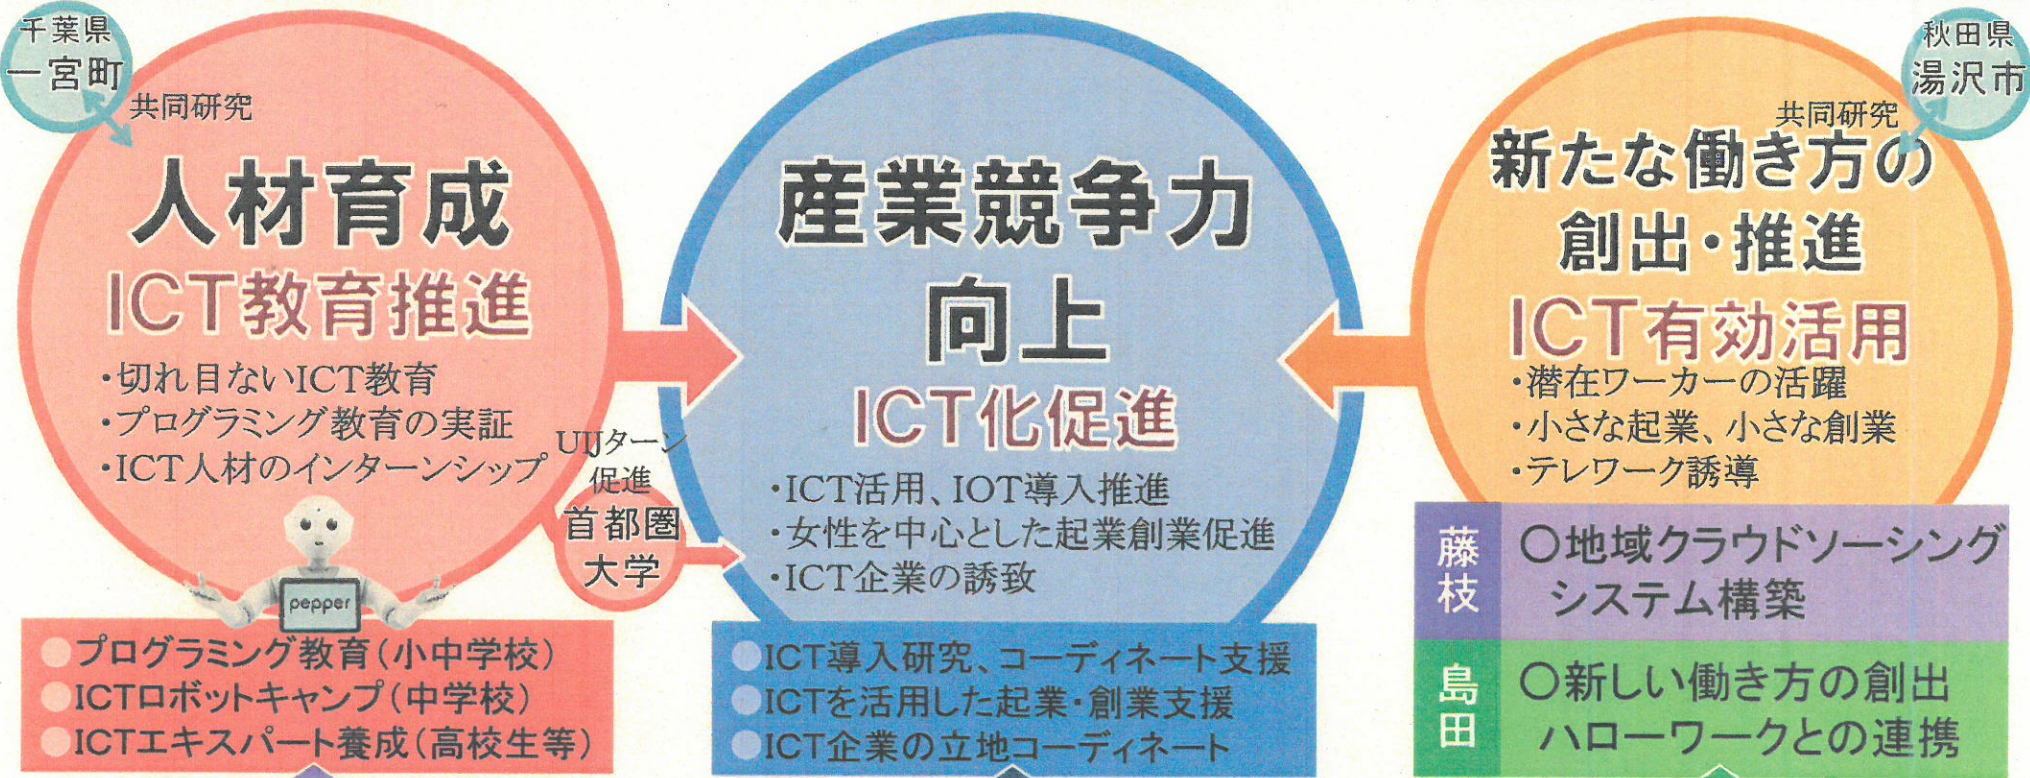 千葉県
一宮町
共同研究
人材育成
ICT教育推進
・切れ目ないICT教育
・プログラミング教育の実証
・ICT人材のインターンシップ
pepper
●プログラミング教育（小中学校）
●ICTロボットキャンプ（中学校）
●ICTエキスパート養成（高校生等）
UIJターン
促進
首都圏
大学
産業競争力
向上
ICT化促進
・ICT活用、IOT導入推進
・女性を中心とした起業創業促進
・ICT企業の誘致
●ICT導入研究、コーディネート支援
●ICTを活用した起業・創業支援
●ICT企業の立地コーディネート
秋田県
湯沢市
共同研究
新たな働き方の
創出・推進
ICT有効活用
・潜在ワーカーの活躍
・小さな起業、小さな創業
・テレワーク誘導
藤枝
〇地域クラウドソーシング
システム構築
島田
〇新しい働き方の創出
ハローワークとの連携